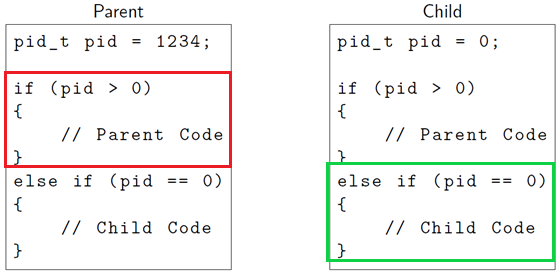 Parent
pid_t pid = 1234;
if (pid > 0)
{
    // Parent Code
}
else if (pid == 0)
{
    // Child Code
}
Child
pid_t pid = 0;
if (pid > 0)
{
    // Parent Code
}
else if (pid == 0)
{
    // Child Code
}